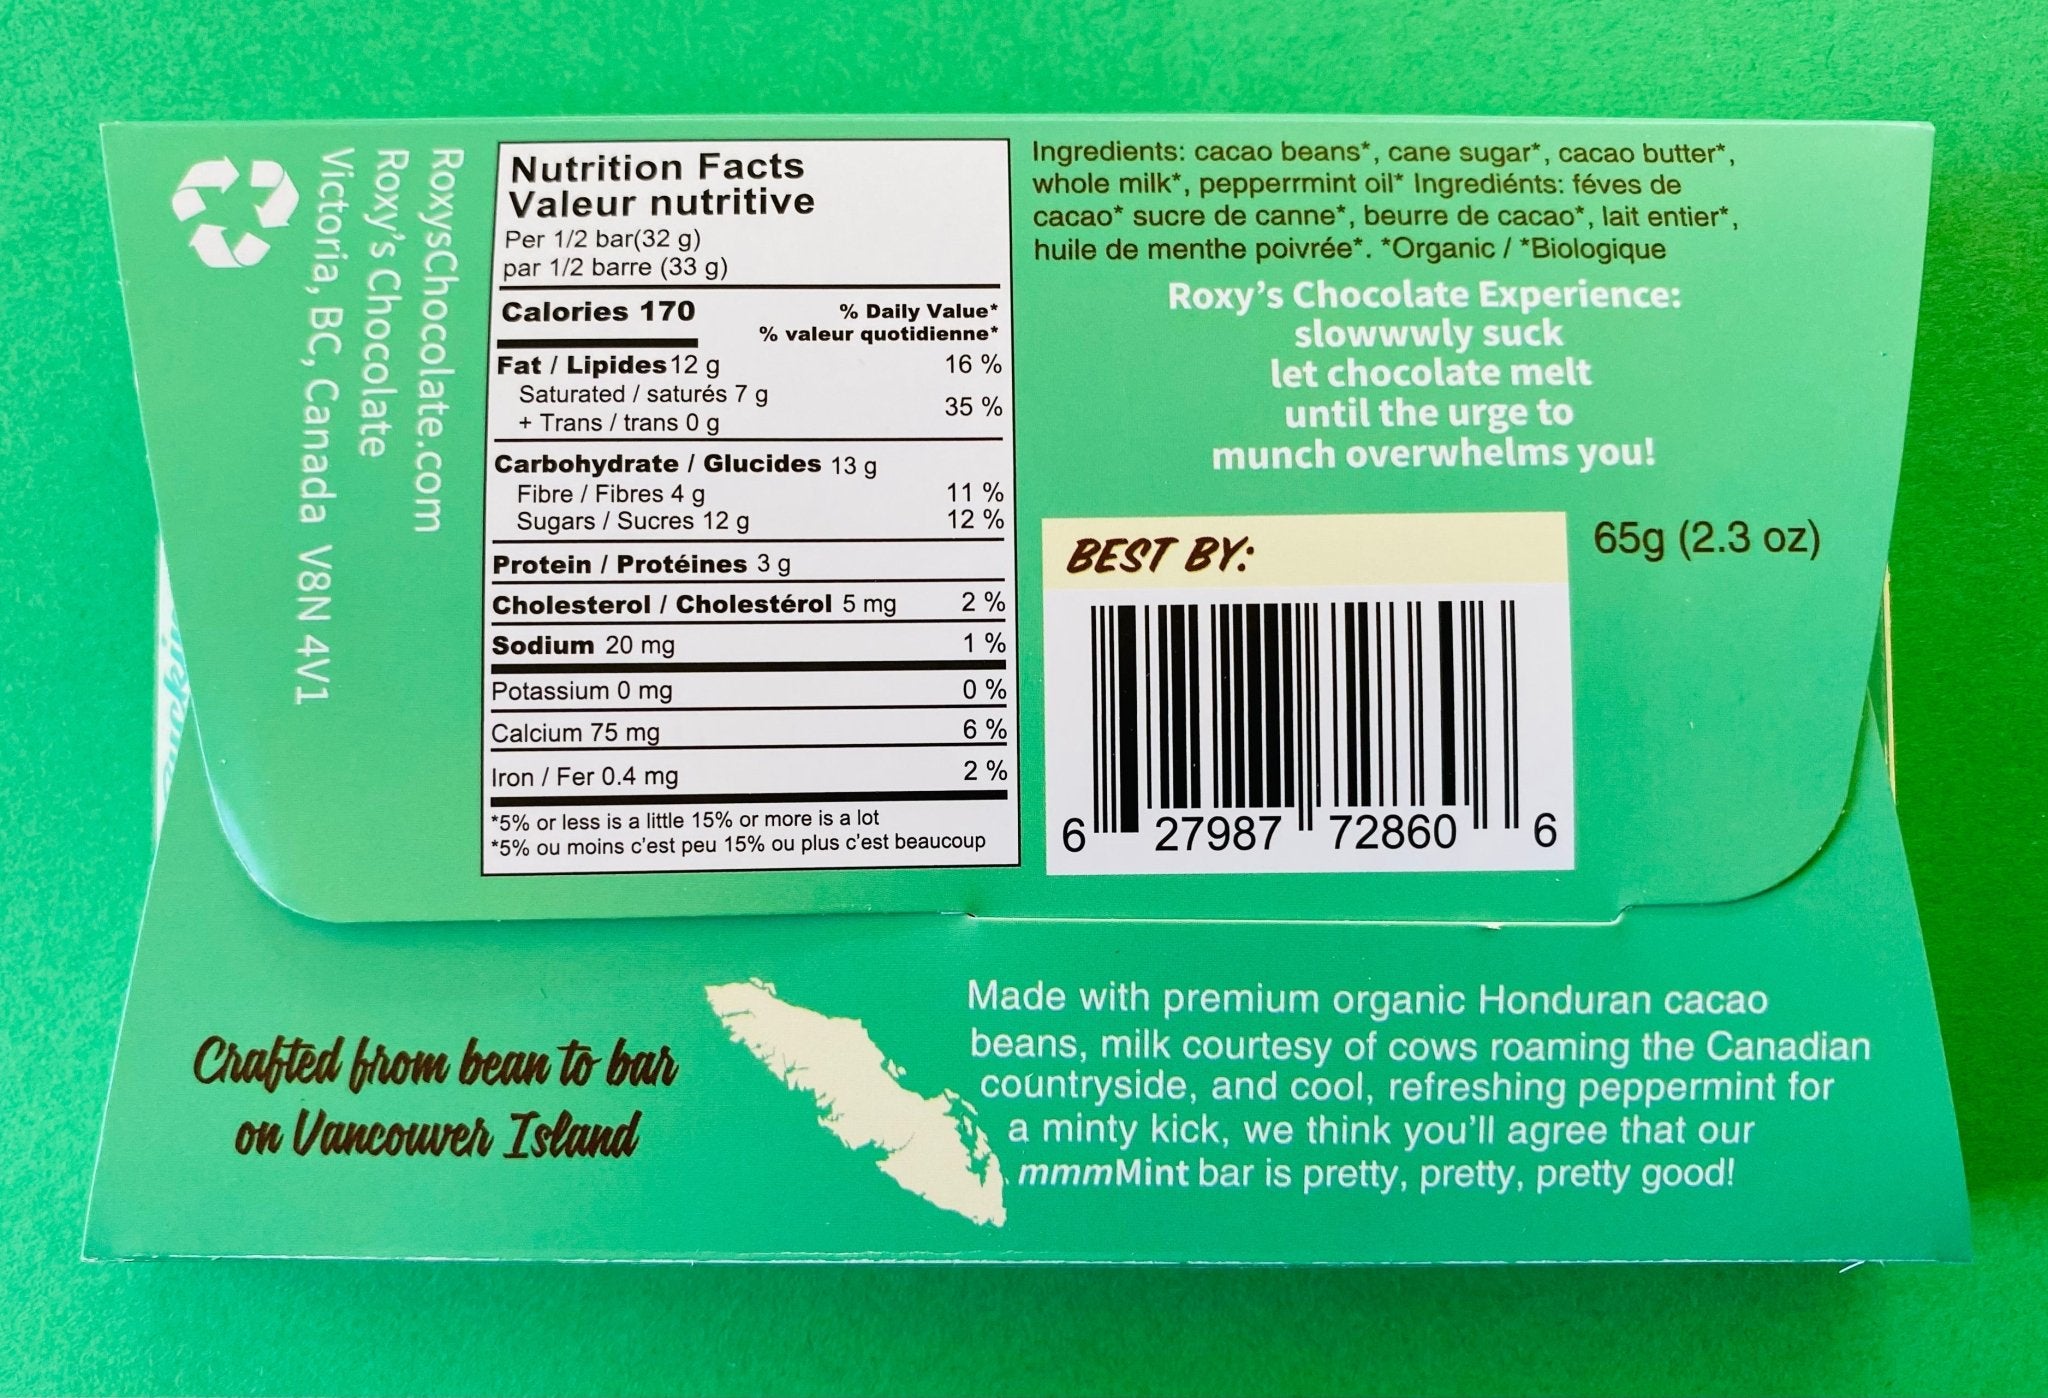 RoxysChocolate.com
Roxy's Chocolate
Victoria, BC, Canada V8N 4V1
Nutrition Facts
Valeur nutritive
Per 1/2 bar(32 g)
par 1/2 barre (33 g)
Calories 170
% Daily Value*
% valeur quotidienne*
Fat / Lipides 12 g 16 %
Saturated / saturés 7 g
+ Trans / trans 0 g 35 %
Carbohydrate / Glucides 13 g
Fibre / Fibres 4 g 11 %
Sugars / Sucres 12 g 12 %
Protein / Protéines 3 g
Cholesterol / Cholestérol 5 mg 2 %
Sodium 20 mg 1 %
Potassium 0 mg 0 %
Calcium 75 mg 6 %
Iron / Fer 0.4 mg 2 %
*5% or less is a little 15% or more is a lot
*5% ou moins c'est peu 15% ou plus c'est beaucoup
Ingredients: cacao beans*, cane sugar*, cacao butter*,
whole milk*, pepperrmint oil* Ingrediénts: féves de
cacao* sucre de canne*, beurre de cacao*, lait entier*,
huile de menthe poivrée*. *Organic / *Biologique
Roxy's Chocolate Experience:
slowwwly suck
let chocolate melt
until the urge to
munch overwhelms you!
BEST BY:
65g (2.3 oz)
6 27987 72860 6
Crafted from bean to bar
on Vancouver Island
Made with premium organic Honduran cacao
beans, milk courtesy of cows roaming the Canadian
countryside, and cool, refreshing peppermint for
a minty kick, we think you'll agree that our
mmmMint bar is pretty, pretty, pretty good!